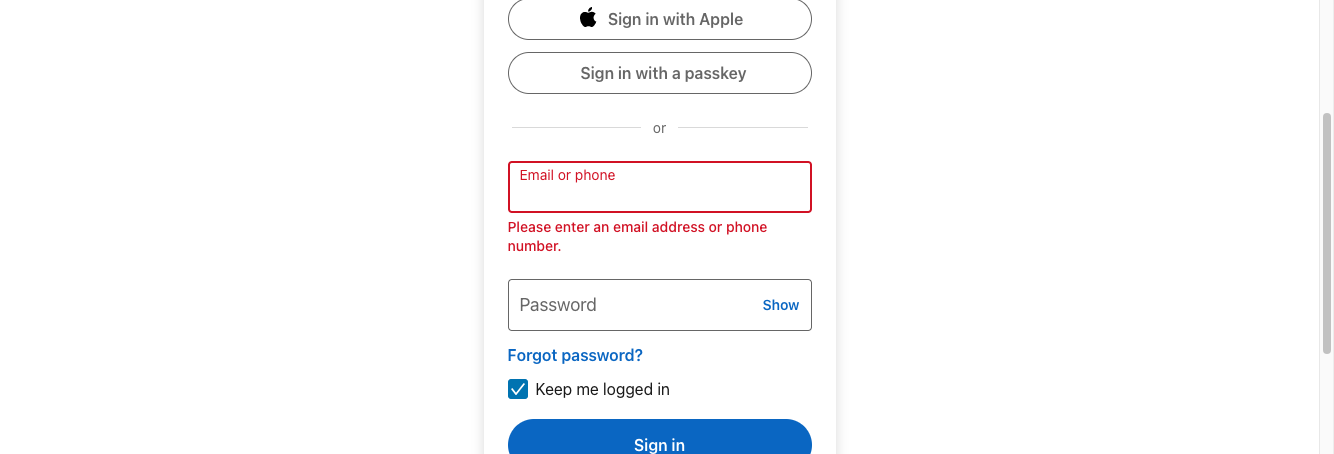 Sign in with Apple
Sign in with a passkey
or
Email or phone
Please enter an email address or phone
number.
Password
Show
Forgot password?
Keep me logged in
Sign in